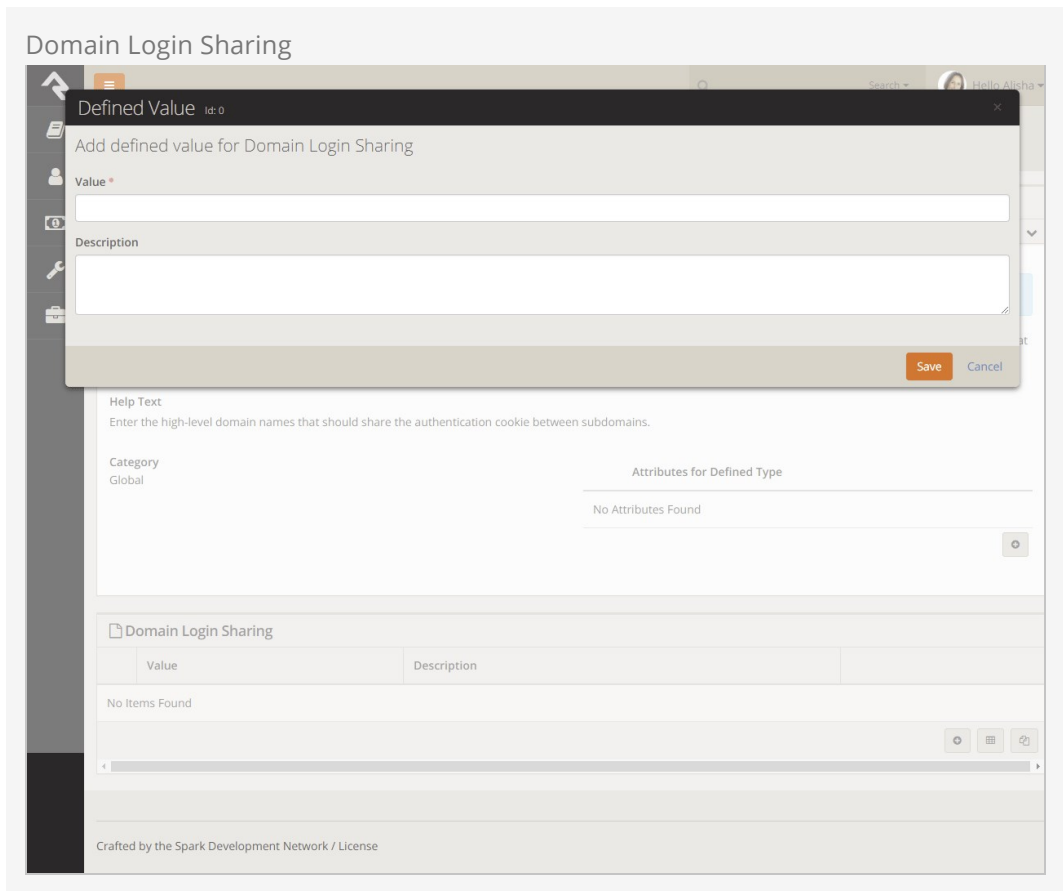 Domain Login Sharing
Search
Hello Alisha
Defined Value Id: 0
×
Add defined value for Domain Login Sharing
Value *
Description
at
Save Cancel
Help Text
Enter the high-level domain names that should share the authentication cookie between subdomains.
Category
Global
Attributes for Defined Type
No Attributes Found
Domain Login Sharing
Value Description
No Items Found
Crafted by the Spark Development Network / License